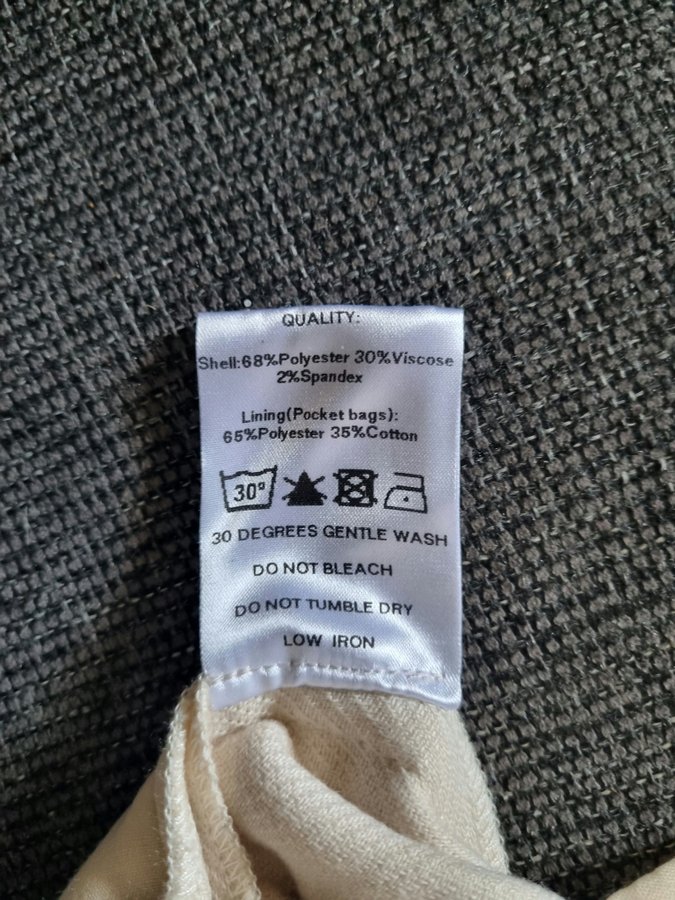 QUALITY:
Shell:68%Polyester 30%Viscose
2%Spandex
Lining(Pocket bags):
65%Polyester 35%Cotton
30°
30 DEGREES GENTLE WASH
DO NOT BLEACH
DO NOT TUMBLE DRY
LOW IRON